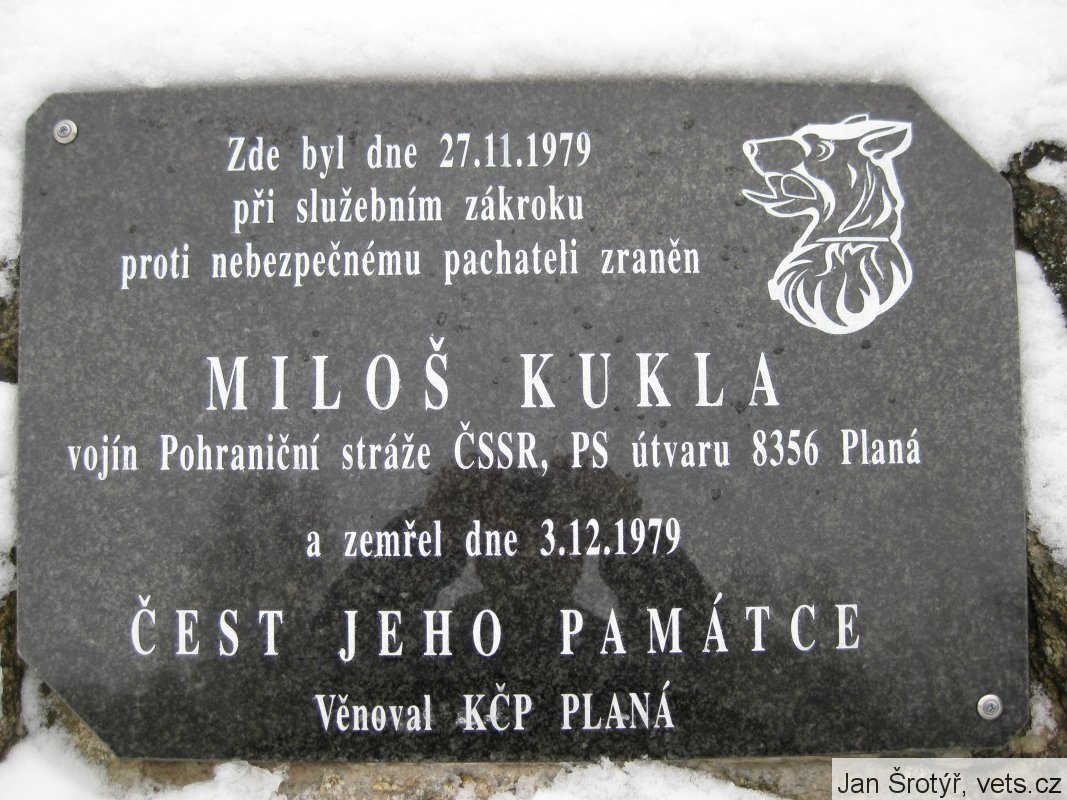 Zde byl dne 27.11.1979
při služebním zákroku
proti nebezpečnému pachateli zraněn
MILOŠ KUKLA
vojín Pohraniční stráže ČSSR, PS útvaru 8356 Planá
a zemřel dne 3.12.1979
ČEST JEHO PAMÁTCE
Věnoval KČP PLANÁ
Jan Šrotýř, vets.cz